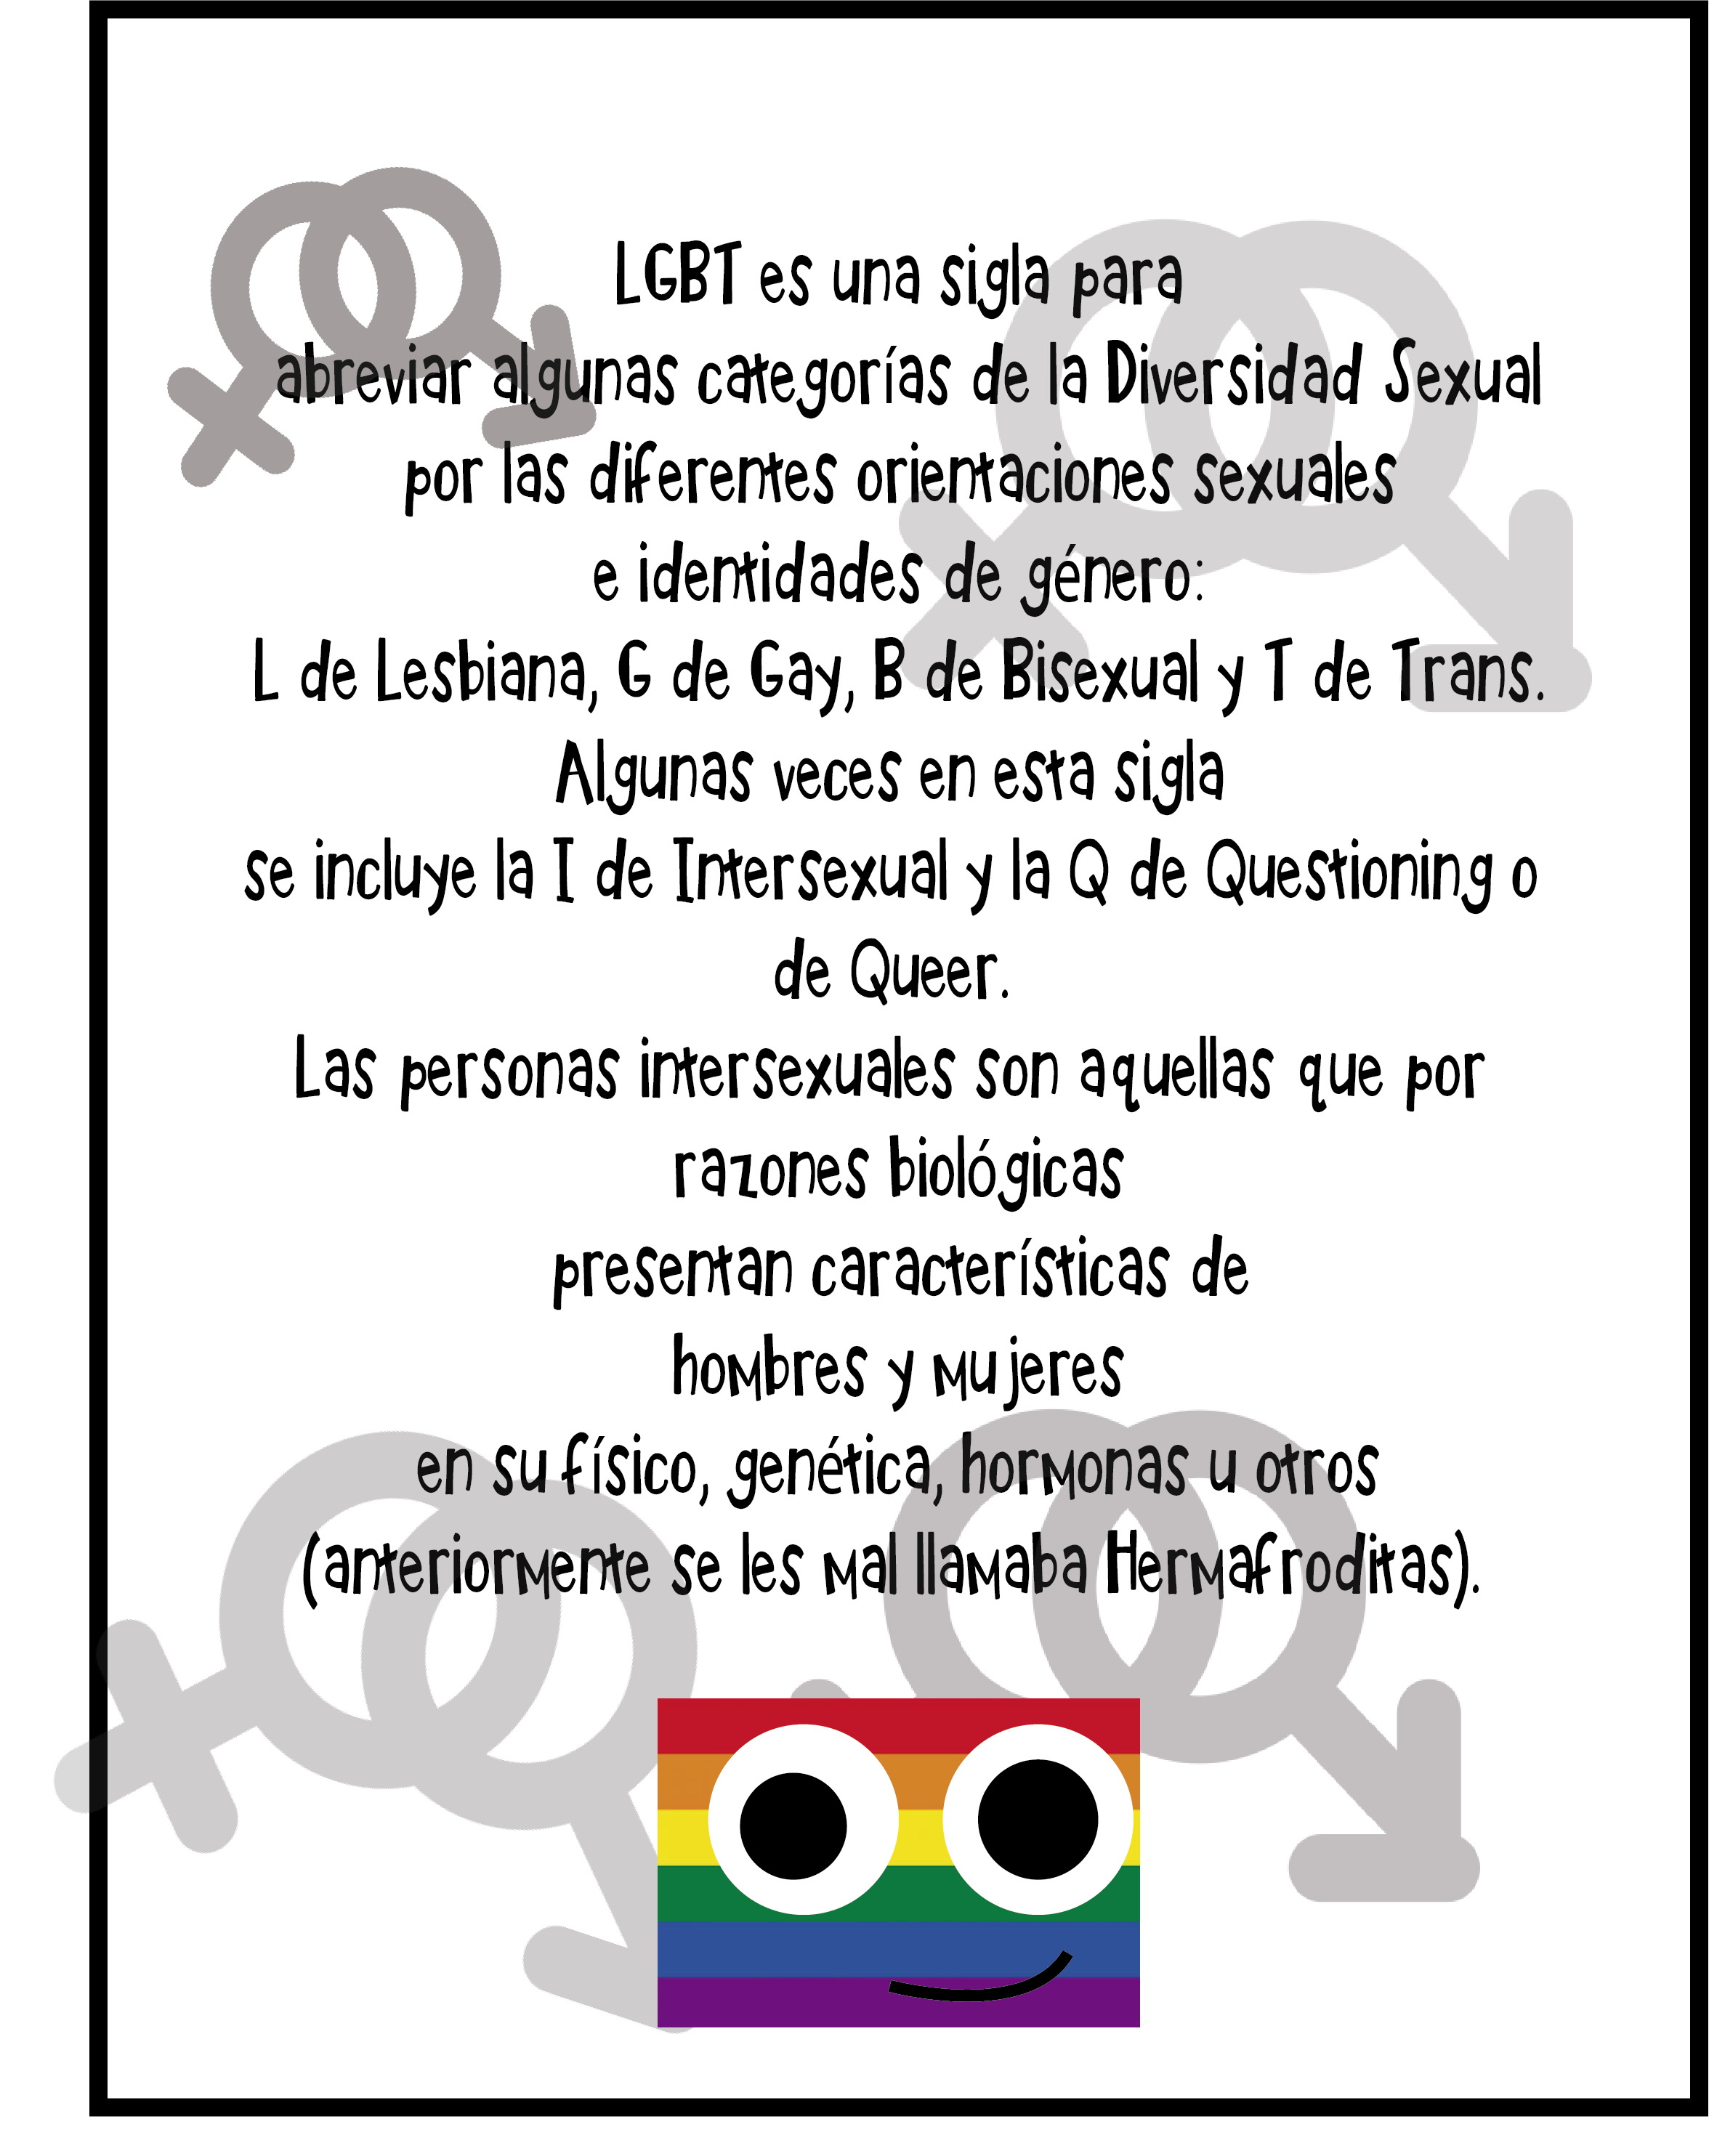 LGBT es una sigla para
abreviar algunas categorías de la Diversidad Sexual
por las diferentes orientaciones sexuales
e identidades de género:
L de Lesbiana, G de Gay, B de Bisexual y T de Trans.
Algunas veces en esta sigla
se incluye la I de Intersexual y la Q de Questioning o
de Queer.
Las personas intersexuales son aquellas que por
razones biológicas
presentan características de
hombres y mujeres
en su físico, genética, hormonas u otros
(anteriormente se les mal llamaba Hermafroditas).